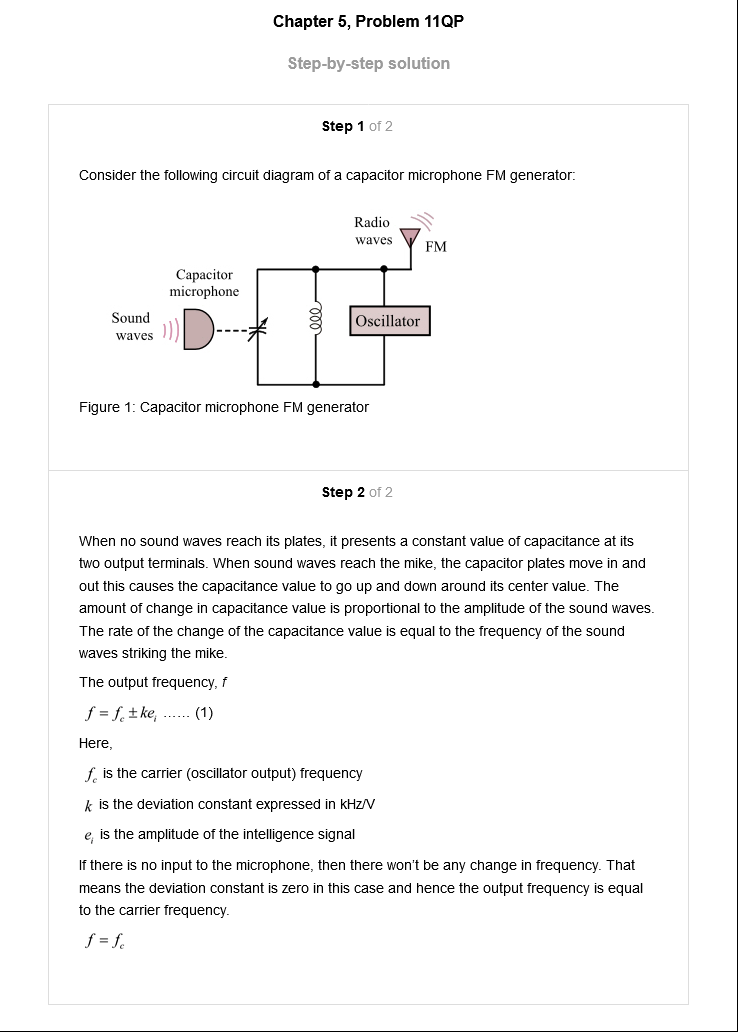 Chapter 5, Problem 11QP
Step-by-step solution
Step 1 of 2
Consider the following circuit diagram of a capacitor microphone FM generator:
Radio
waves
FM
Capacitor
microphone
Sound
waves
Oscillator
Figure 1: Capacitor microphone FM generator
Step 2 of 2
When no sound waves reach its plates, it presents a constant value of capacitance at its
two output terminals. When sound waves reach the mike, the capacitor plates move in and
out this causes the capacitance value to go up and down around its center value. The
amount of change in capacitance value is proportional to the amplitude of the sound waves.
The rate of the change of the capacitance value is equal to the frequency of the sound
waves striking the mike.
The output frequency, f
f = f_c ± ke_i ...... (1)
Here,
f_c is the carrier (oscillator output) frequency
k is the deviation constant expressed in kHz/V
e_i is the amplitude of the intelligence signal
If there is no input to the microphone, then there won't be any change in frequency. That
means the deviation constant is zero in this case and hence the output frequency is equal
to the carrier frequency.
f = f_c